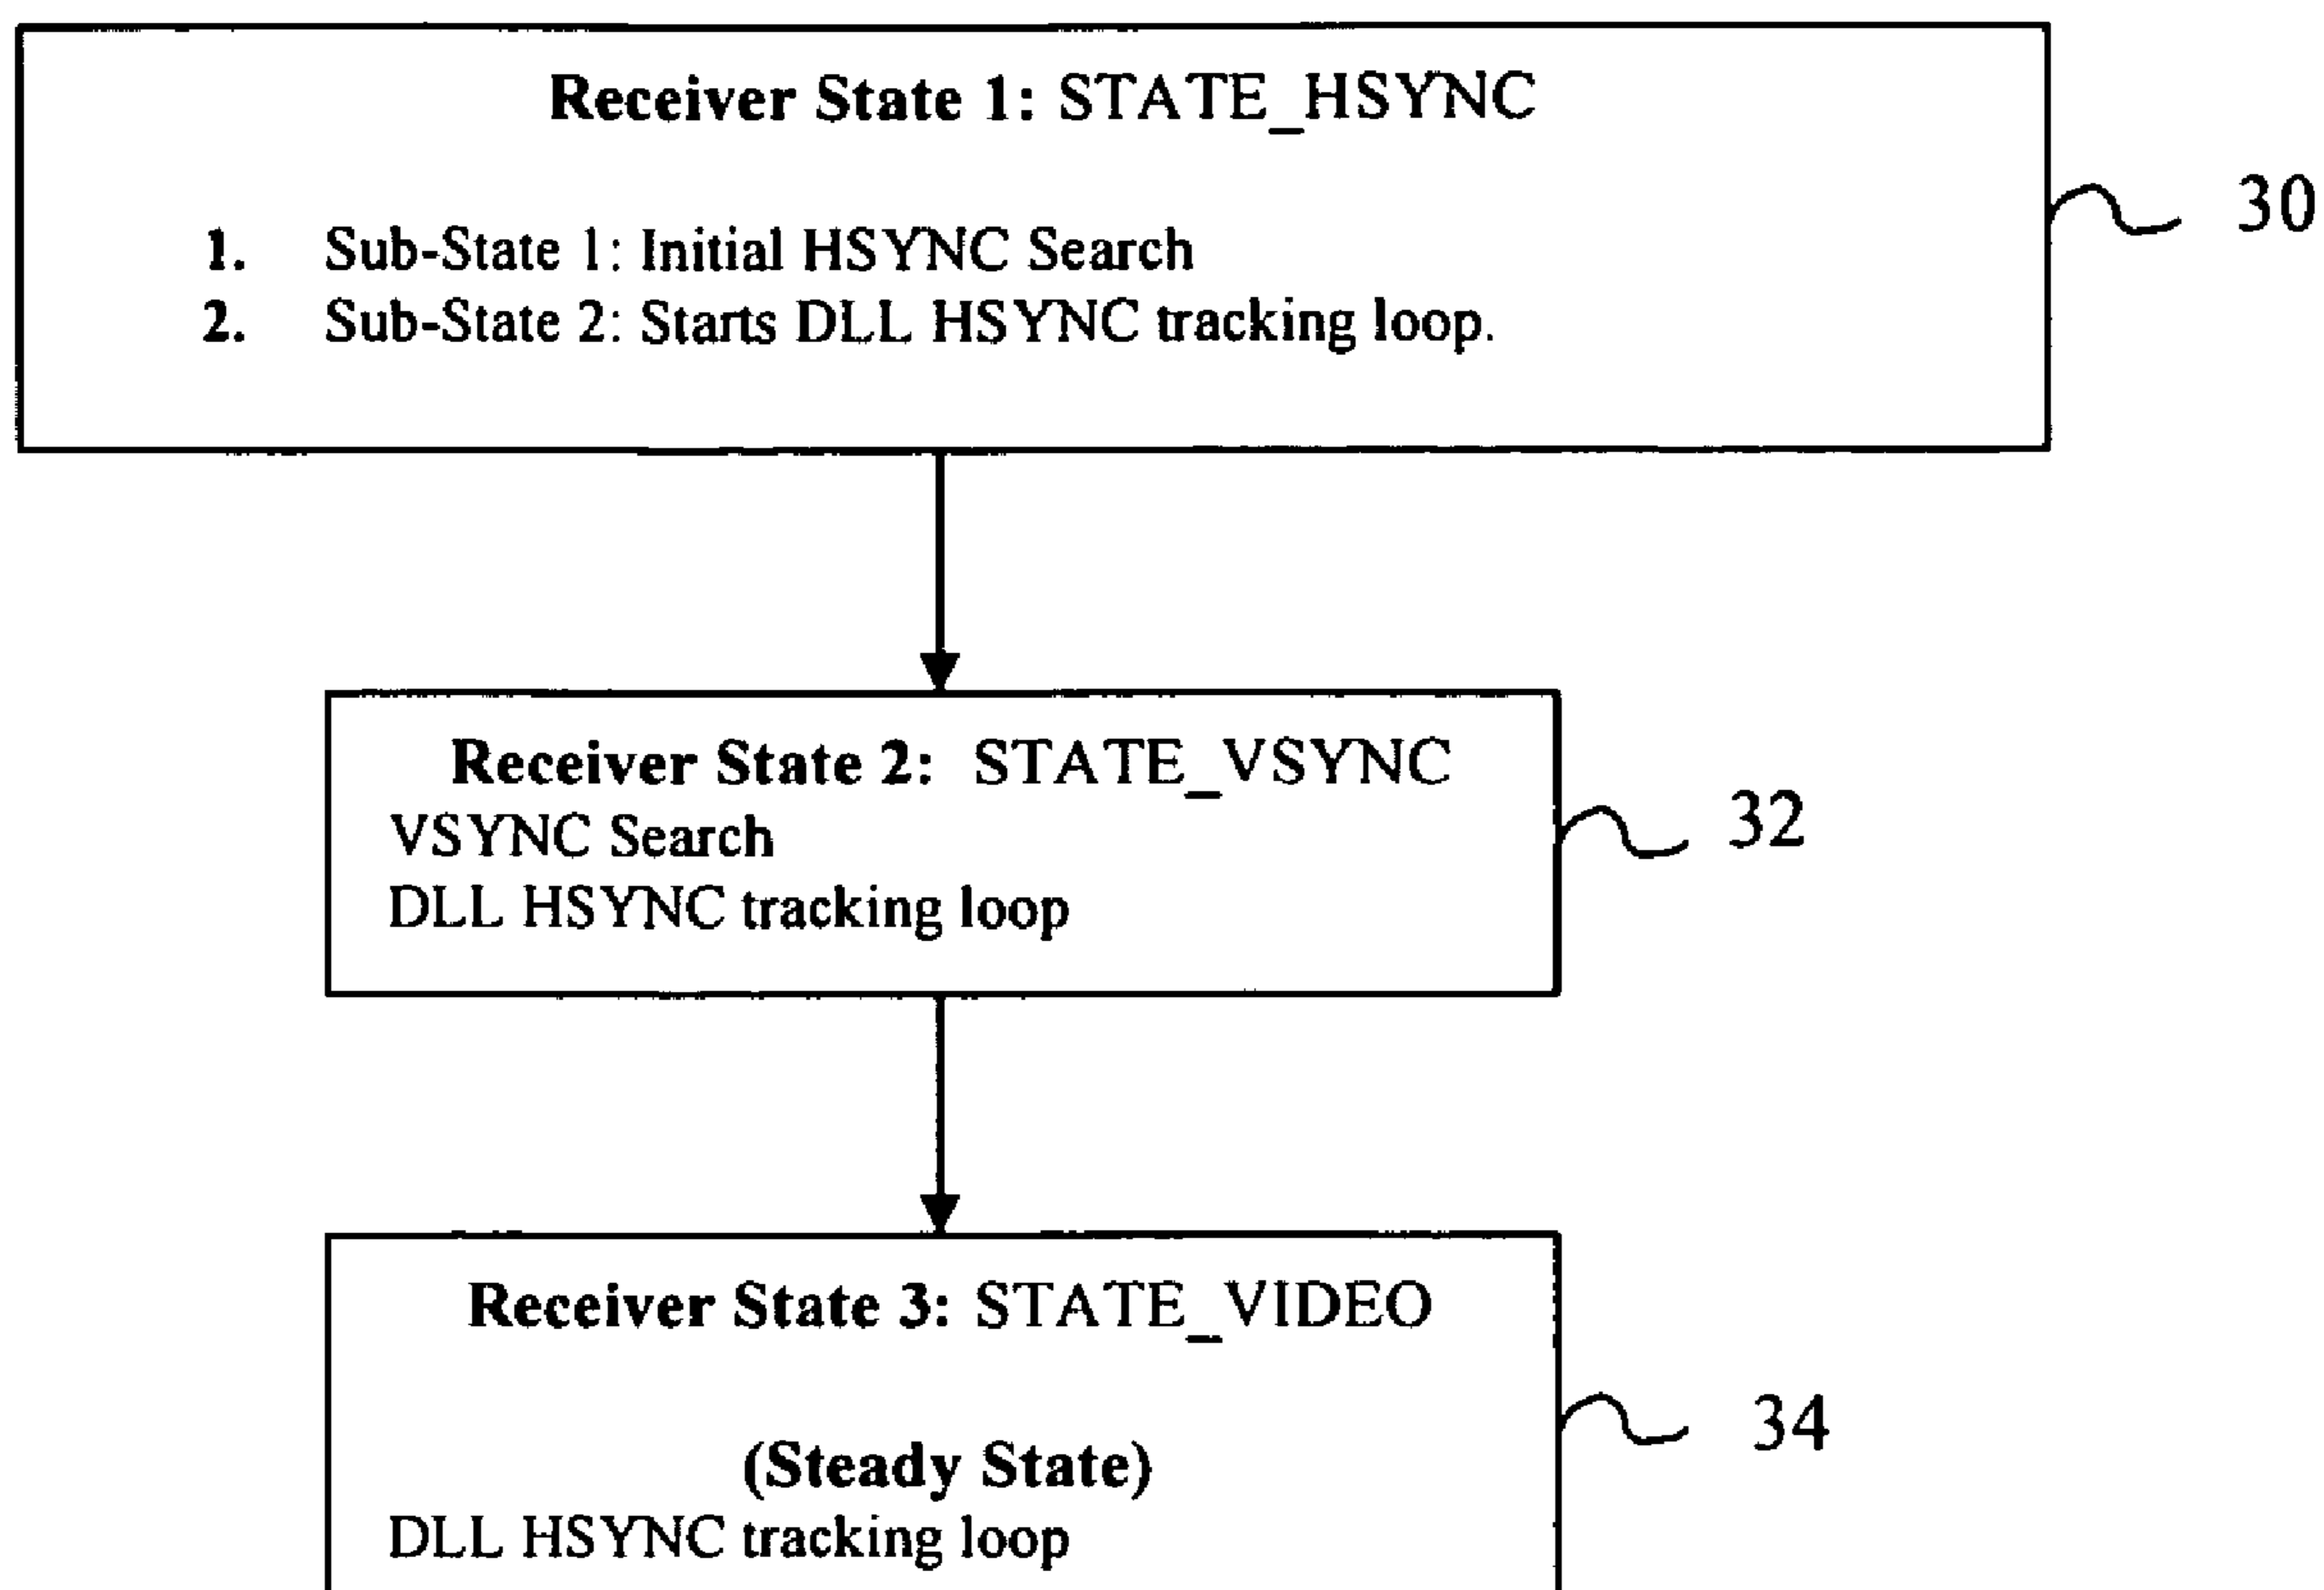 Receiver State 1: STATE_HSYNC
30
1. Sub-State 1: Initial HSYNC Search
2. Sub-State 2: Starts DLL HSYNC tracking loop.
Receiver State 2: STATE_VSYNC
VSYNC Search
32
DLL HSYNC tracking loop
Receiver State 3: STATE_VIDEO
34
(Steady State)
DLL HSYNC tracking loop